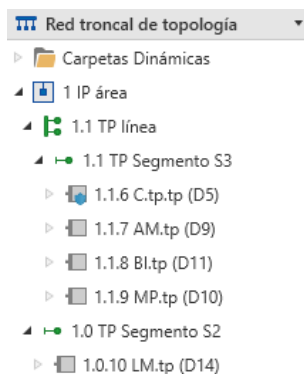 Red troncal de topología
Carpetas Dinámicas
1 IP área
1.1 TP línea
1.1 TP Segmento S3
1.1.6 C.tp.tp (D5)
1.1.7 AM.tp (D9)
1.1.8 BI.tp (D11)
1.1.9 MP.tp (D10)
1.0 TP Segmento S2
1.0.10 LM.tp (D14)